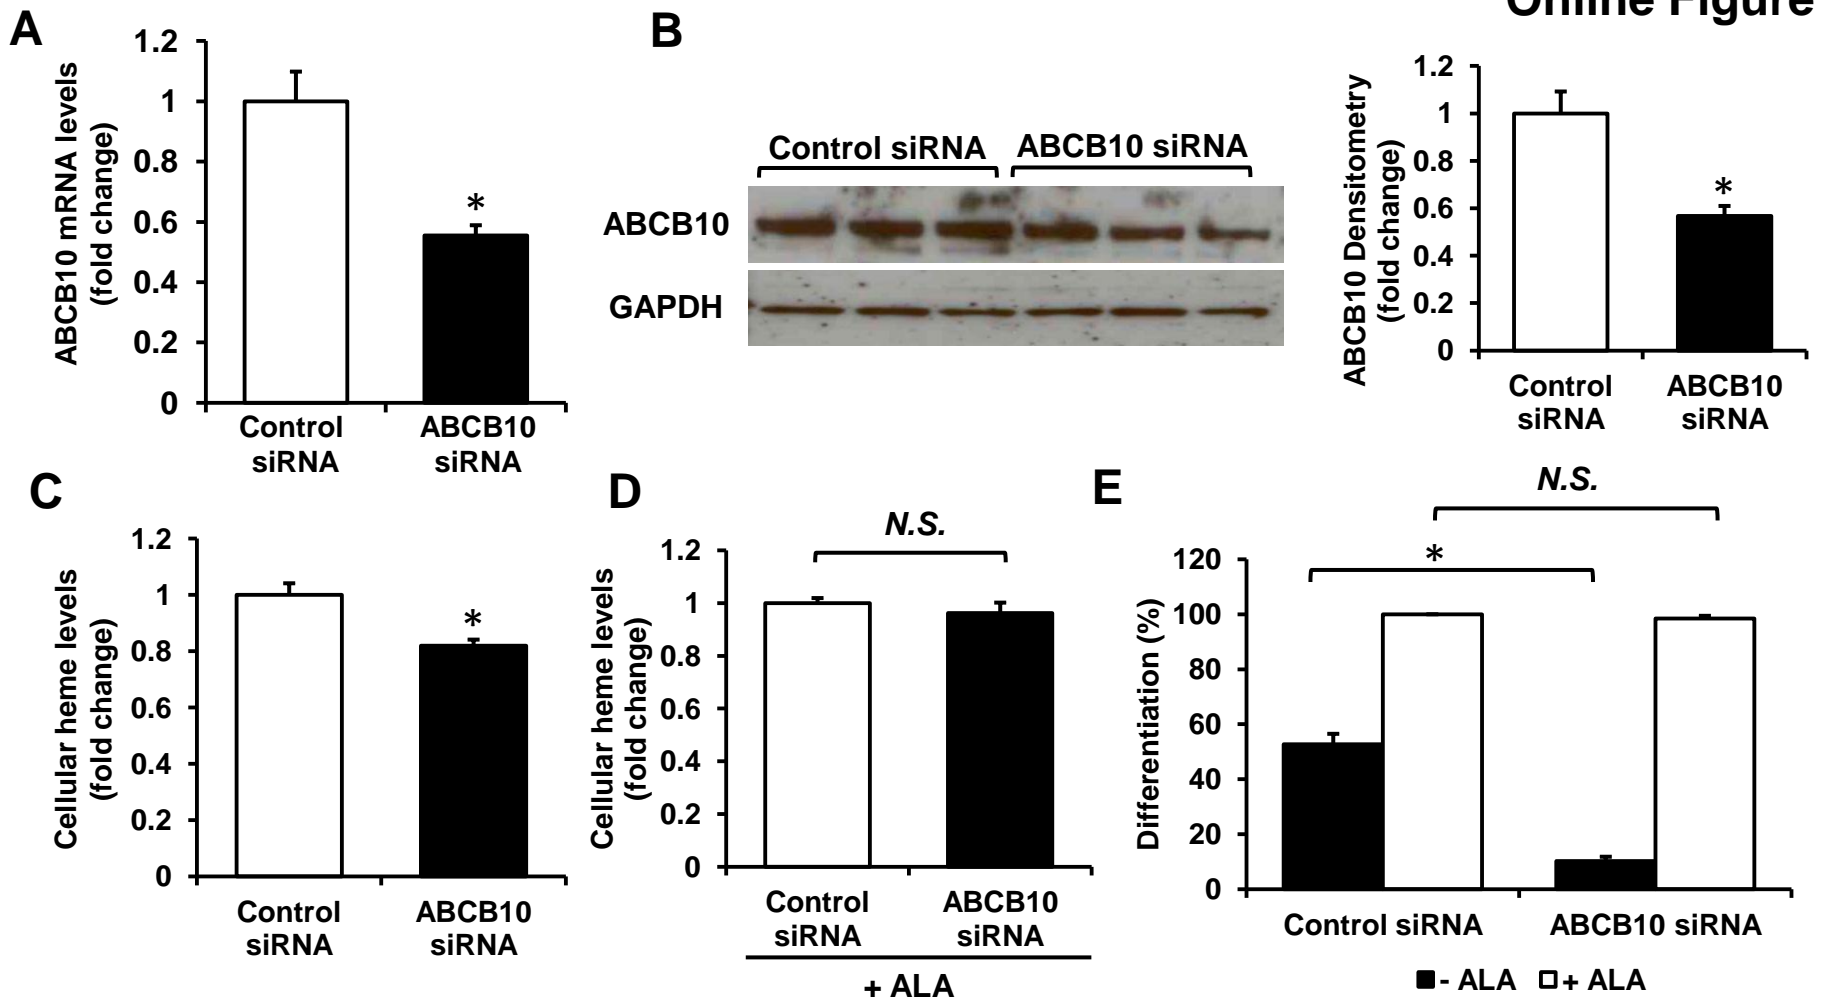 Online Figure
A
ABCB10 mRNA levels
(fold change)
1.2
1
0.8
0.6
0.4
0.2
0
*
Control
siRNA
ABCB10
siRNA
B
Control siRNA
ABCB10 siRNA
ABCB10
GAPDH
ABCB10 Densitometry
(fold change)
1.2
1
0.8
0.6
0.4
0.2
0
*
Control
siRNA
ABCB10
siRNA
C
Cellular heme levels
(fold change)
1.2
1
0.8
0.6
0.4
0.2
0
*
Control
siRNA
ABCB10
siRNA
D
N.S.
Cellular heme levels
(fold change)
1.2
1
0.8
0.6
0.4
0.2
0
Control
siRNA
ABCB10
siRNA
+ ALA
E
N.S.
*
Differentiation (%)
120
100
80
60
40
20
0
Control siRNA
ABCB10 siRNA
- ALA
+ ALA